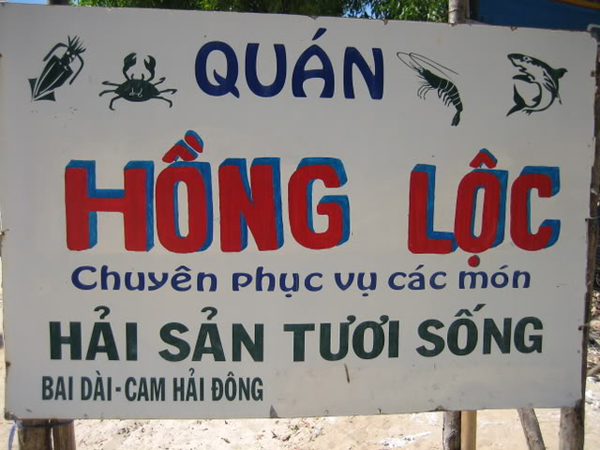 QUÁN
HỒNG LỘC
Chuyên phục vụ các món
HẢI SẢN TƯƠI SỐNG
BAI DÀI - CAM HẢI ĐÔNG